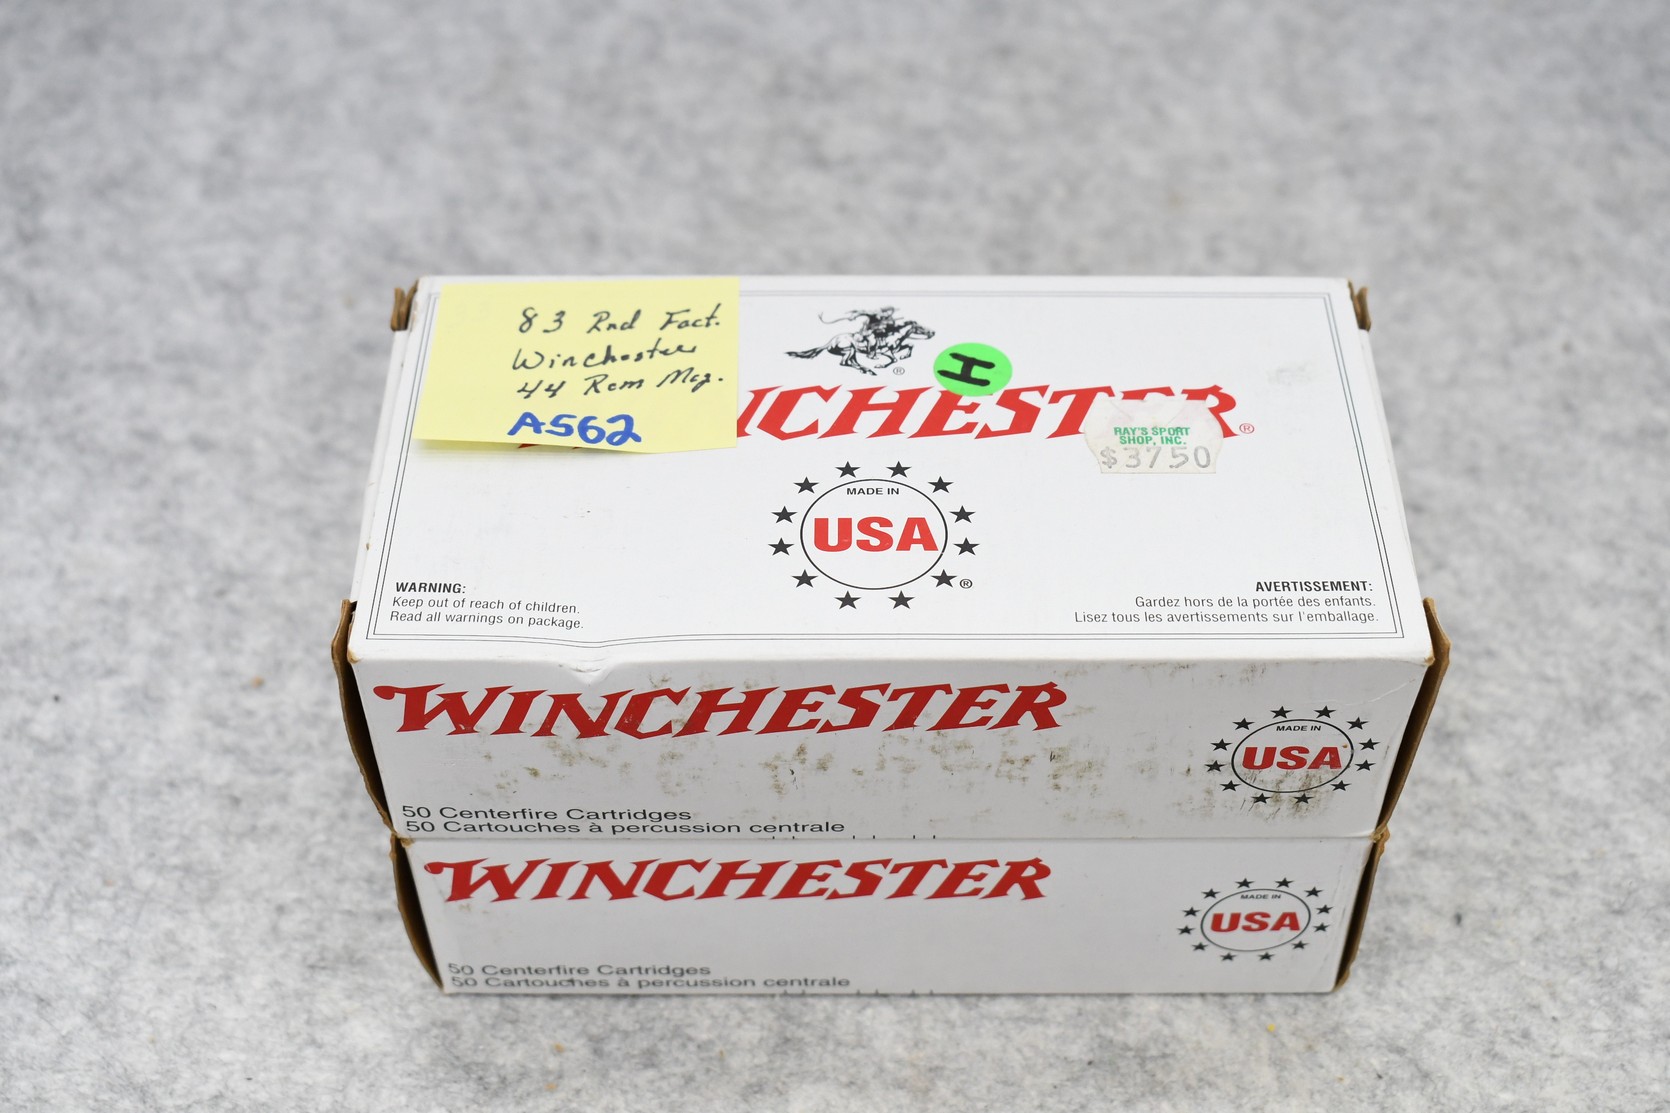 83 Rnd Fact.
Winchester
44 Rem Mag.
A562
H
®
WINCHESTER®
RAY'S SPORT
SHOP, INC.
$37.50
MADE IN
USA
®
WARNING:
Keep out of reach of children.
Read all warnings on package.
AVERTISSEMENT:
Gardez hors de la portée des enfants.
Lisez tous les avertissements sur l'emballage.
WINCHESTER
MADE IN
USA
50 Centerfire Cartridges
50 Cartouches à percussion centrale
WINCHESTER
MADE IN
USA
50 Centerfire Cartridges
50 Cartouches à percussion centrale